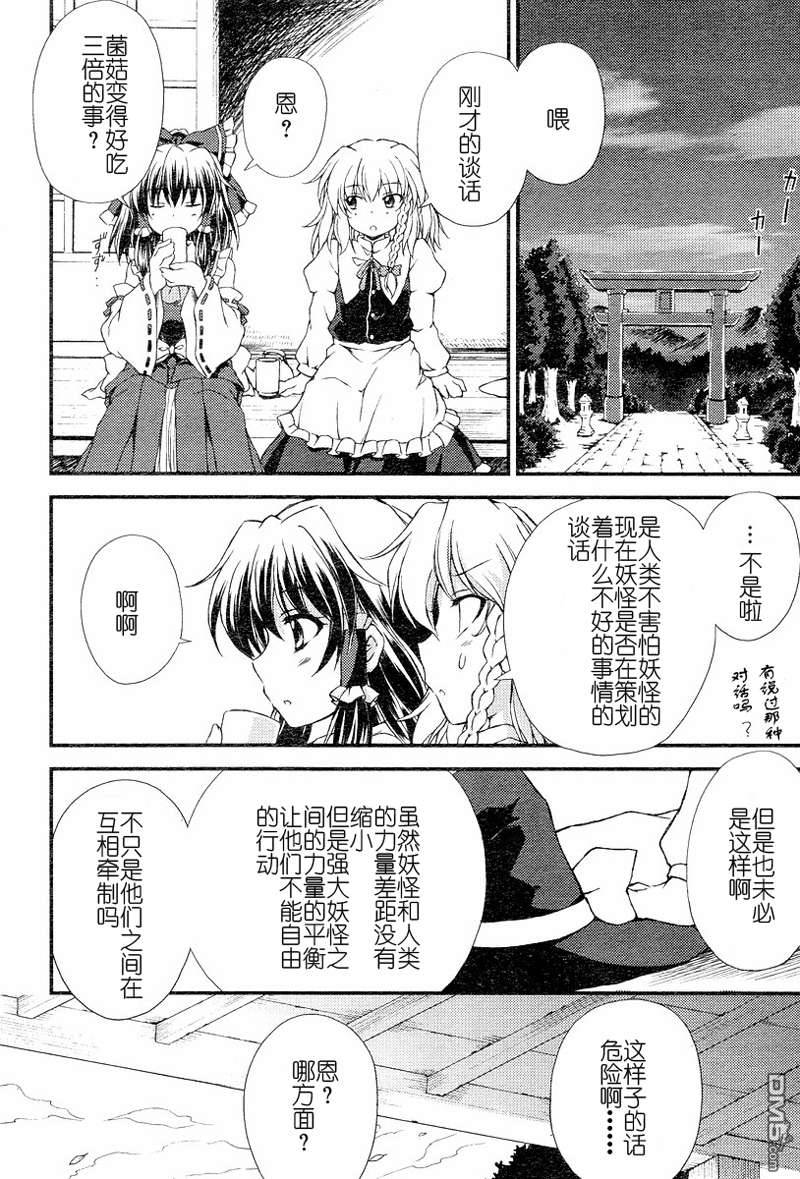 喂
刚才的谈话
恩？
菌菇变得好吃
三倍的事？
カーカー
ずず…
…不是啦
是人类不害怕妖怪的
现在妖怪是否在策划
着什么不好的事情的
谈话
有说过那种
对话吗？
啊啊
但是也未必
是这样啊
虽然妖怪和人类
的力量差距没有
缩小
但是强大妖怪之
间的力量的平衡
让他们不能自由
的行动
不只是他们之间在
互相牵制吗
这样子的话
危险啊……
恩？
哪方面？
DM5.com